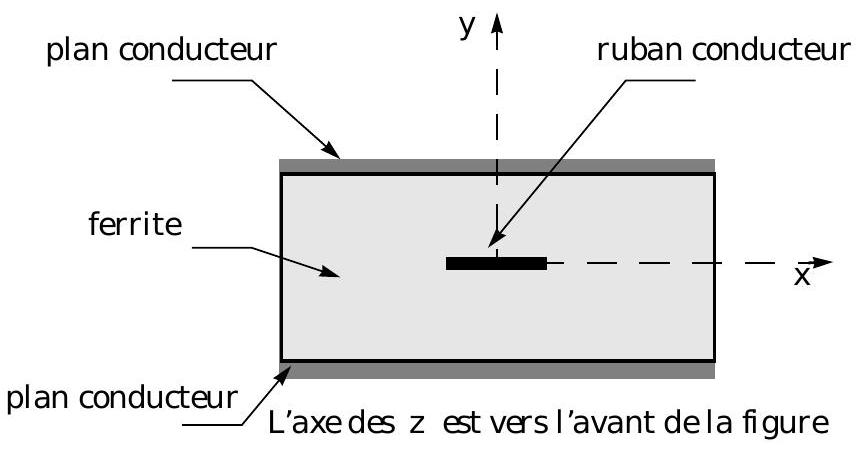 y
plan conducteur
ruban conducteur
ferrite
x
plan conducteur
L'axe des z est vers l'avant de la figure